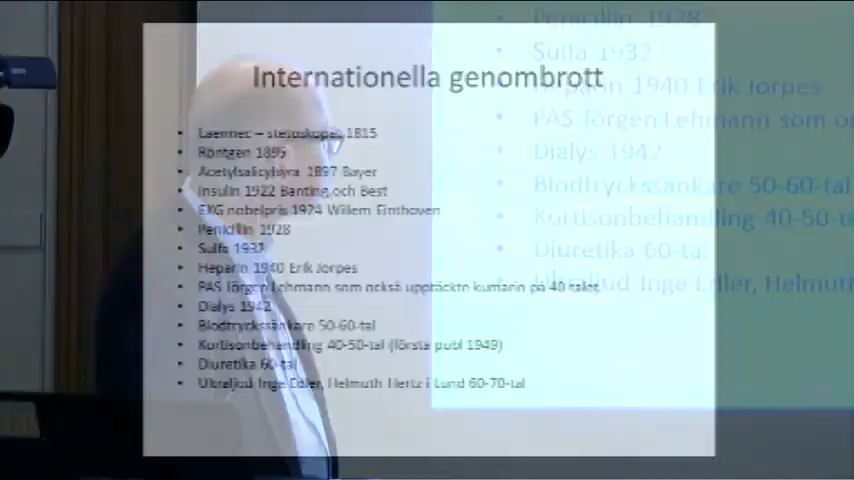 Internationella genombrott
• Laennec – stetoskopet 1815
• Röntgen 1895
• Acetylsalicylsyra 1897 Bayer
• Insulin 1922 Banting och Best
• EKG nobelpris 1924 Willem Einthoven
• Penicillin 1928
• Sulfa 1932
• Heparin 1940 Erik Jorpes
• PAS Jörgen Lehmann som också upptäckte kumarin på 40 talet
• Dialys 1942
• Blodtryckssänkare 50-60-tal
• Kortisonbehandling 40-50-tal (första publ 1949)
• Diuretika 60-tal
• Ultraljud Inge Edler, Helmuth Hertz i Lund 60-70-tal
• Penicillin 1928
• Sulfa 1932
• Heparin 1940 Erik Jorpes
• PAS Jörgen Lehmann som
• Dialys 1942
• Blodtryckssänkare 50-60-tal
• Kortisonbehandling 40-50-ta
• Diuretika 60-tal
• Ultraljud Inge Edler, Helmuth